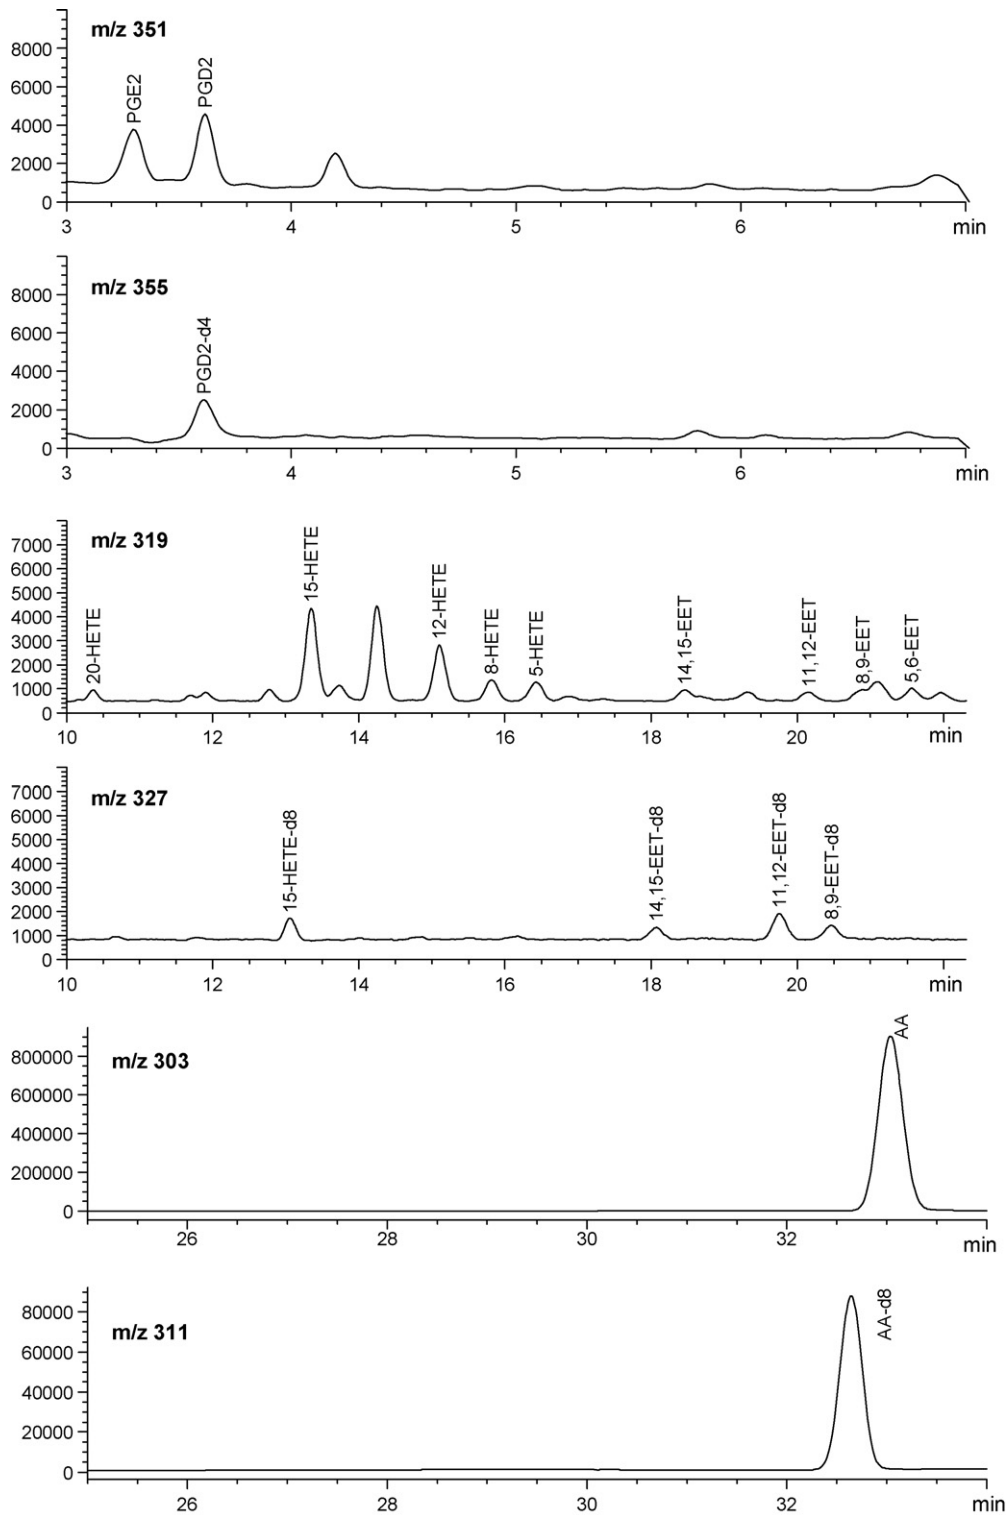 m/z 351
PGE2
PGD2
8000
6000
4000
2000
0
3 4 5 6 min
m/z 355
PGD2-d4
8000
6000
4000
2000
0
3 4 5 6 min
m/z 319
20-HETE
15-HETE
12-HETE
8-HETE
5-HETE
14,15-EET
11,12-EET
8,9-EET
5,6-EET
7000
6000
5000
4000
3000
2000
1000
0
10 12 14 16 18 20 min
m/z 327
15-HETE-d8
14,15-EET-d8
11,12-EET-d8
8,9-EET-d8
7000
6000
5000
4000
3000
2000
1000
0
10 12 14 16 18 20 min
m/z 303
AA
800000
600000
400000
200000
0
26 28 30 32 min
m/z 311
AA-d8
80000
60000
40000
20000
0
26 28 30 32 min